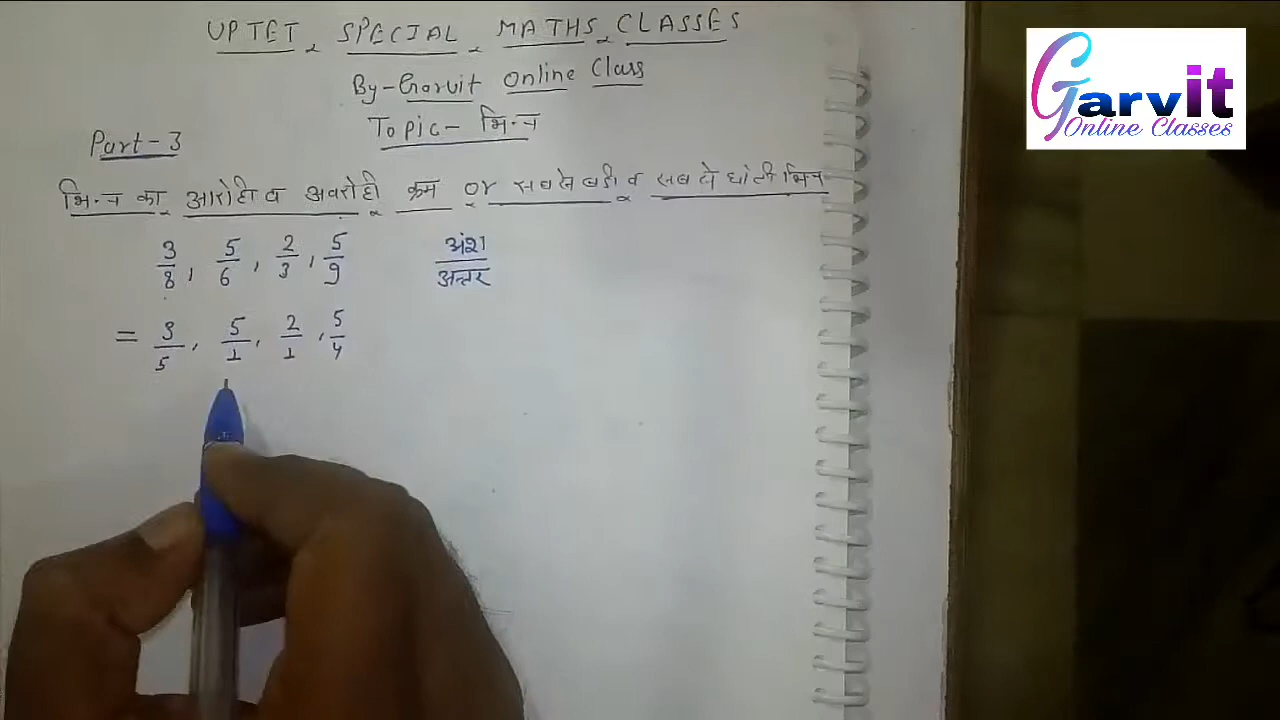 UPTET, SPECIAL, MATHS, CLASSES
By-Garvit Online Class
Topic- भिन्न
Part-3
भिन्न का आरोही व अवरोही क्रम or सबसे बडी व सबसे छोटी भिन्न
3/8, 5/6, 2/3, 5/9
अंश/अन्तर
= 3/5, 5/1, 2/1, 5/4
Garvit
Online Classes